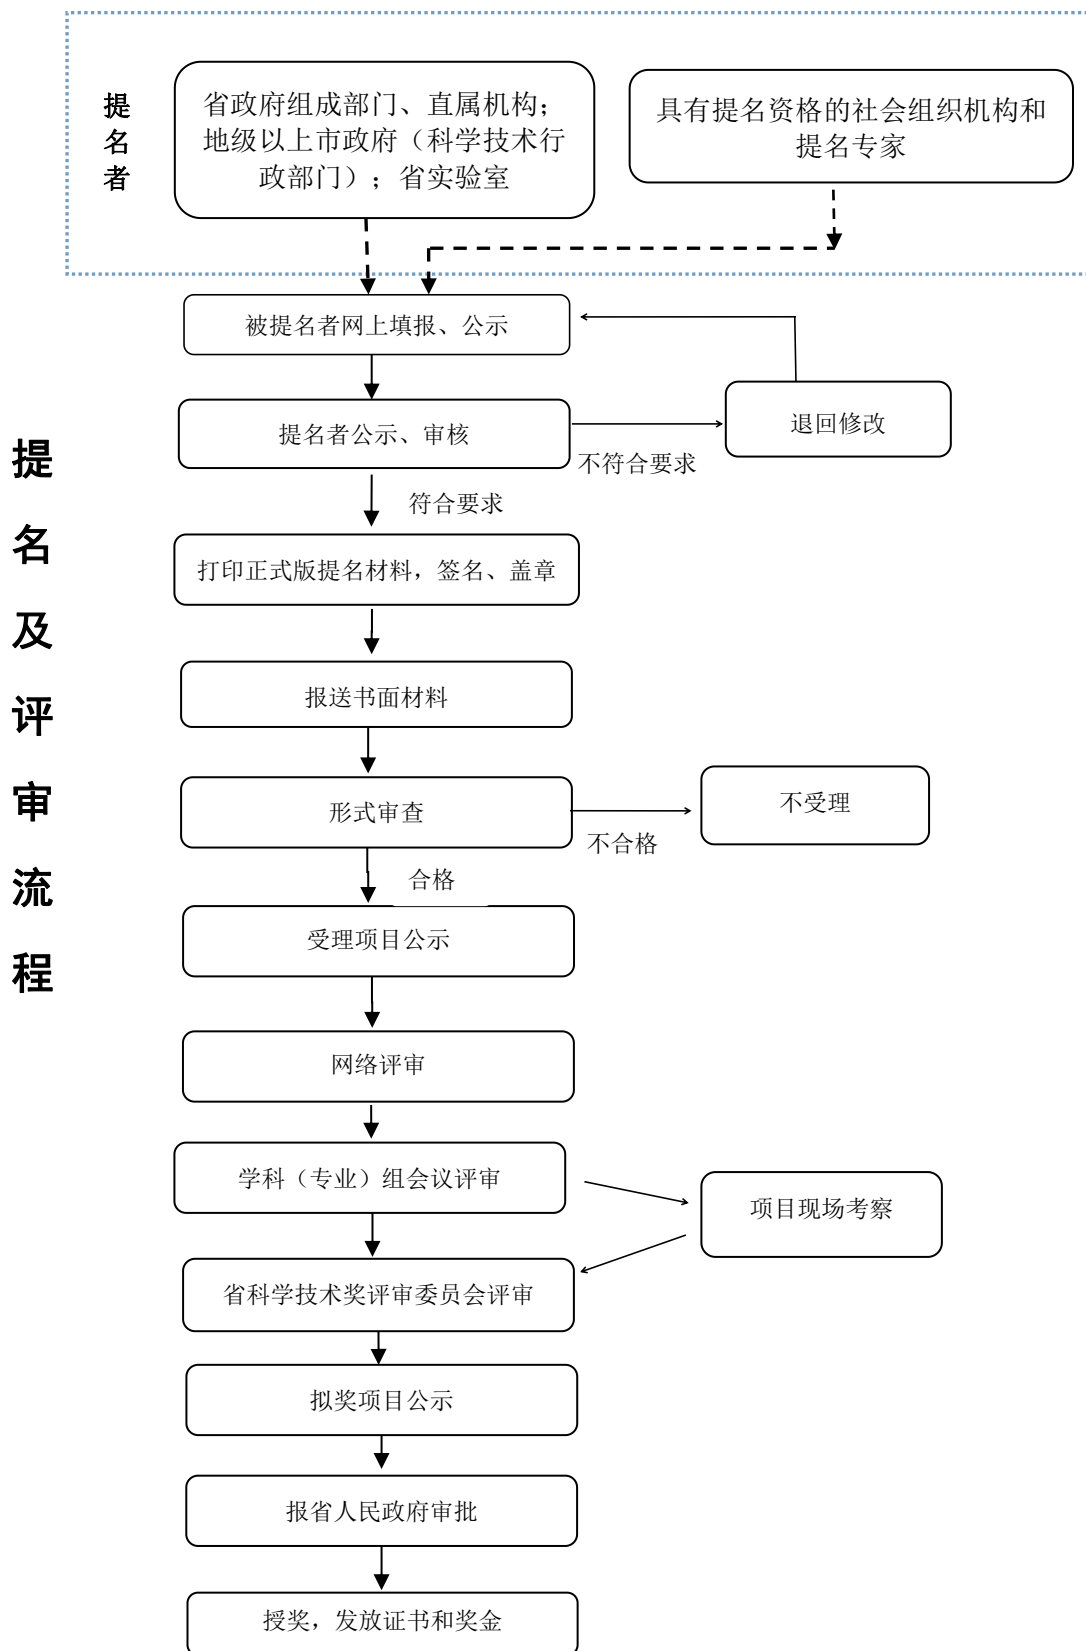 提名者
省政府组成部门、直属机构；
地级以上市政府（科学技术行
政部门）；省实验室
具有提名资格的社会组织机构和
提名专家
提名及评审流程
被提名者网上填报、公示
提名者公示、审核
不符合要求
退回修改
符合要求
打印正式版提名材料，签名、盖章
报送书面材料
形式审查
不合格
不受理
合格
受理项目公示
网络评审
学科（专业）组会议评审
项目现场考察
省科学技术奖评审委员会评审
拟奖项目公示
报省人民政府审批
授奖，发放证书和奖金